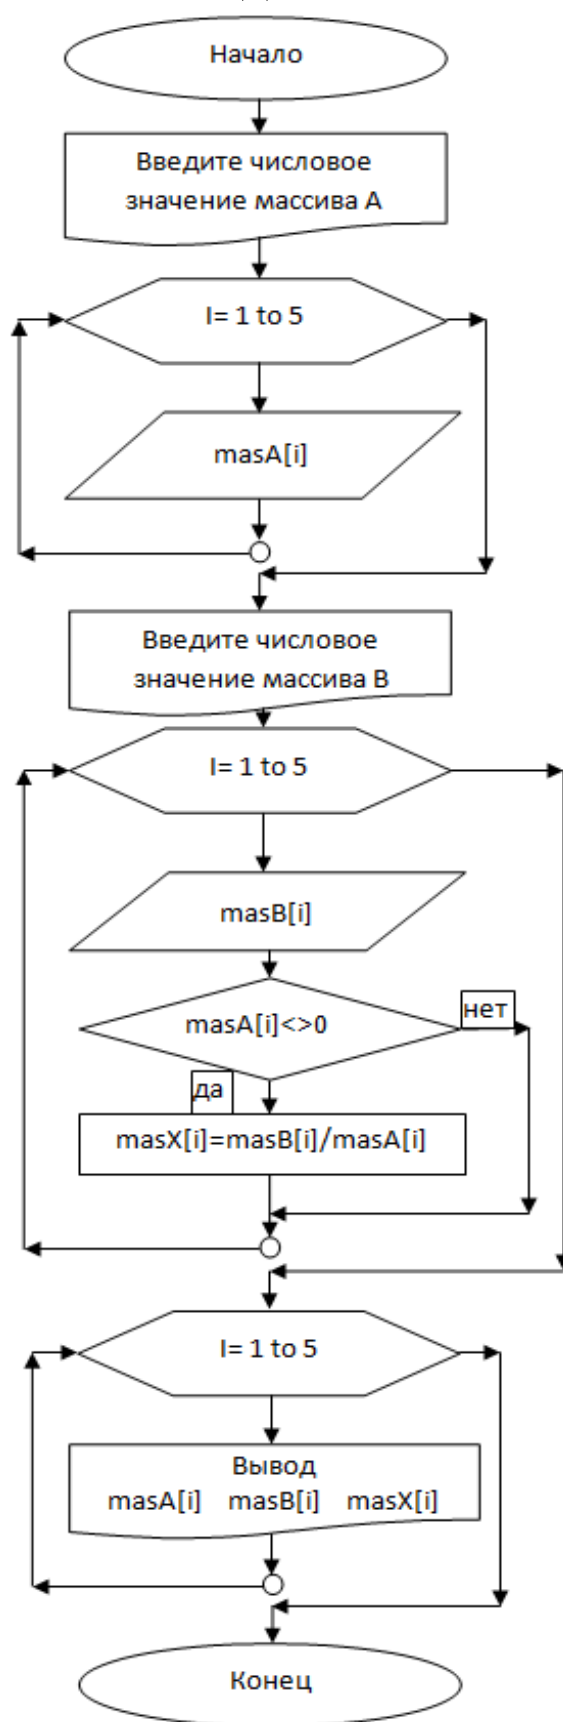 Начало
Введите числовое
значение массива А
I= 1 to 5
masA[i]
Введите числовое
значение массива В
I= 1 to 5
masB[i]
masA[i]<>0
нет
да
masX[i]=masB[i]/masA[i]
I= 1 to 5
Вывод
masA[i] masB[i] masX[i]
Конец